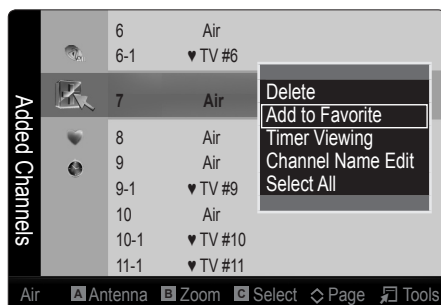 Added Channels
6 Air
6-1 ♥ TV #6
7 Air
8 Air
9 Air
9-1 ♥ TV #9
10 Air
10-1 ♥ TV #10
11-1 ♥ TV #11
Delete
Add to Favorite
Timer Viewing
Channel Name Edit
Select All
Air A Antenna B Zoom C Select Page Tools